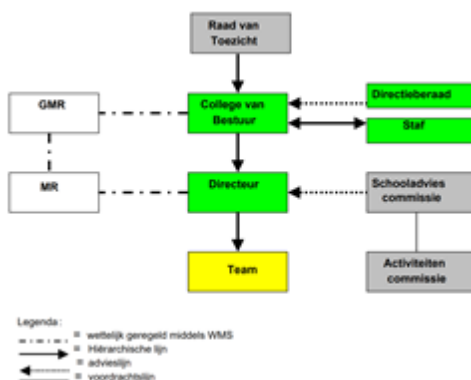 Raad van
Toezicht
GMR
College van
Bestuur
Directieberaad
Staf
MR
Directeur
Schooladvies
commissie
Team
Activiteiten
commissie
Legenda :
= wettelijk geregeld middels WMS
= Hiërarchische lijn
= advieslijn
= voordrachtslijn